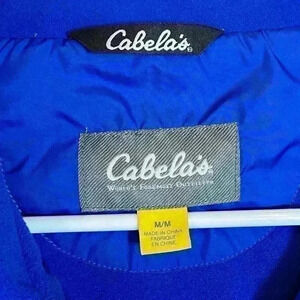 Cabela's
Cabela's
WORLD'S FOREMOST OUTFITTER
M/M
MADE IN CHINA
FABRIQUÉ
EN CHINE